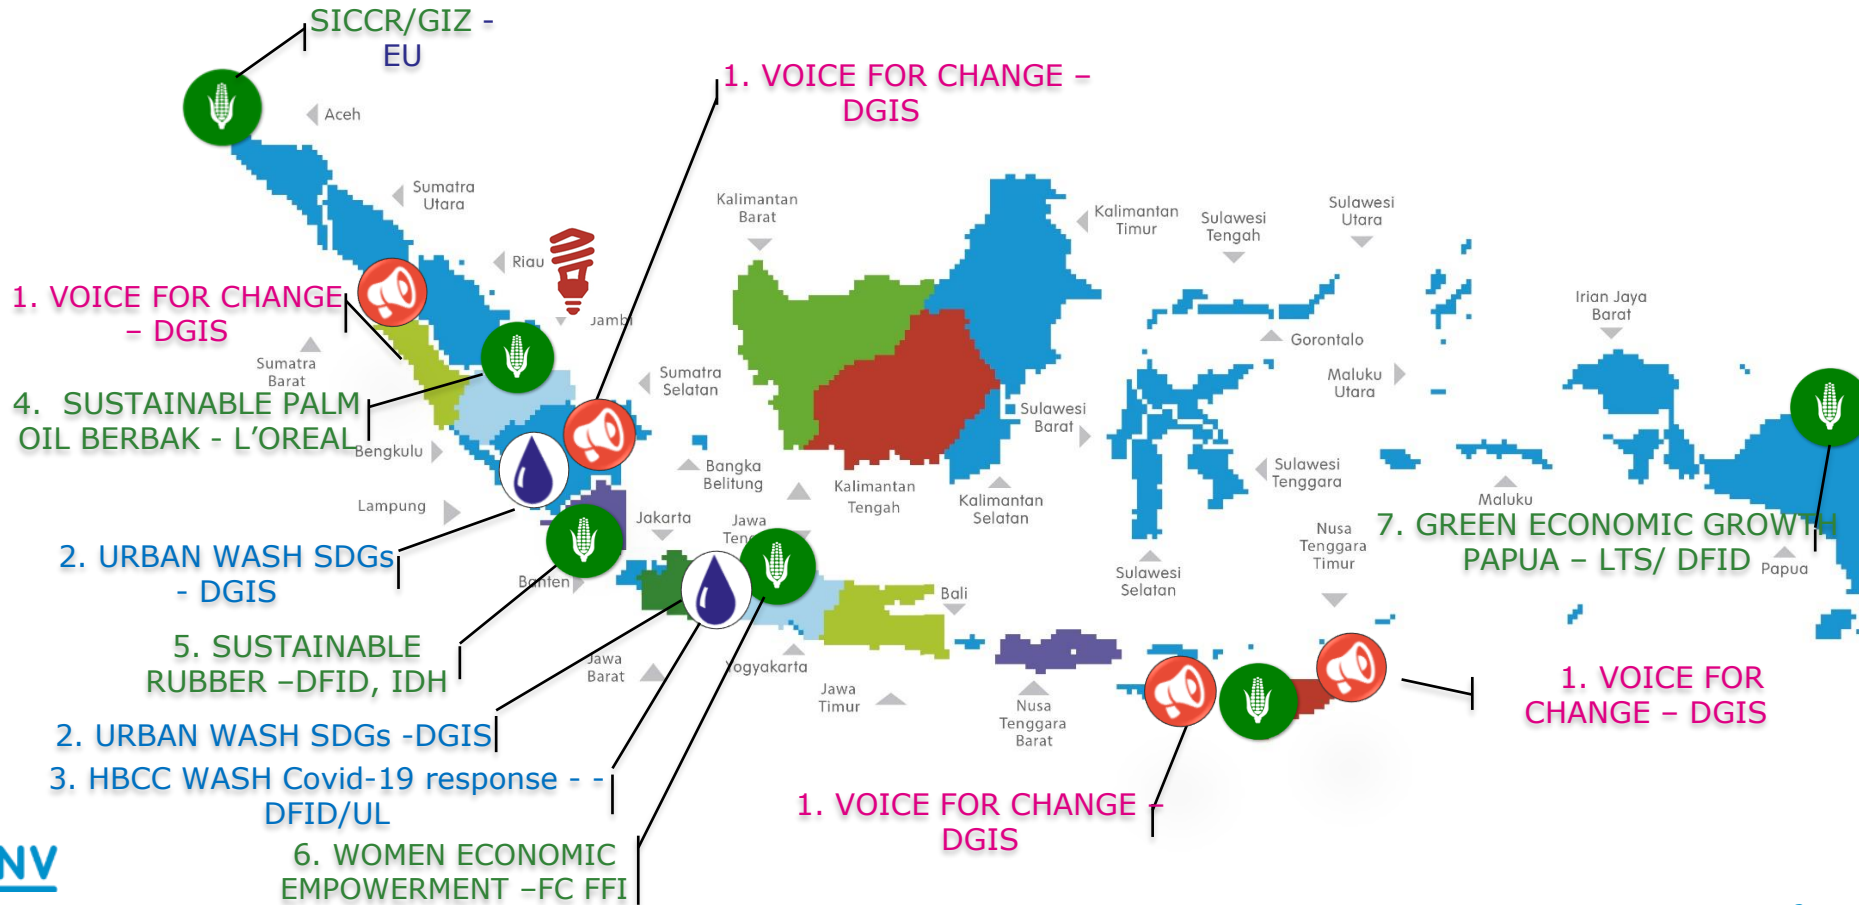 SICCR/GIZ -
EU
1. VOICE FOR CHANGE –
DGIS
Aceh
Sumatra
Utara
Kalimantan
Barat
Kalimantan
Timur
Sulawesi
Tengah
Sulawesi
Utara
Riau
Jambi
1. VOICE FOR CHANGE
– DGIS
Irian Jaya
Barat
Gorontalo
Sumatra
Barat
Sumatra
Selatan
Maluku
Utara
4. SUSTAINABLE PALM
OIL BERBAK - L'OREAL
Sulawesi
Barat
Bengkulu
Bangka
Belitung
Sulawesi
Tenggara
Kalimantan
Tengah
Kalimantan
Selatan
Maluku
Lampung
Jakarta
Jawa
Nusa
Tenggara
Timur
7. GREEN ECONOMIC GROWTH
PAPUA – LTS/ DFID
Papua
2. URBAN WASH SDGs
- DGIS
Banten
Sulawesi
Selatan
Bali
5. SUSTAINABLE
RUBBER –DFID, IDH
Jawa
Barat
Yogyakarta
Jawa
Timur
Nusa
Tenggara
Barat
1. VOICE FOR
CHANGE – DGIS
2. URBAN WASH SDGs -DGIS
3. HBCC WASH Covid-19 response - -
DFID/UL
1. VOICE FOR CHANGE –
DGIS
6. WOMEN ECONOMIC
EMPOWERMENT –FC FFI
NV